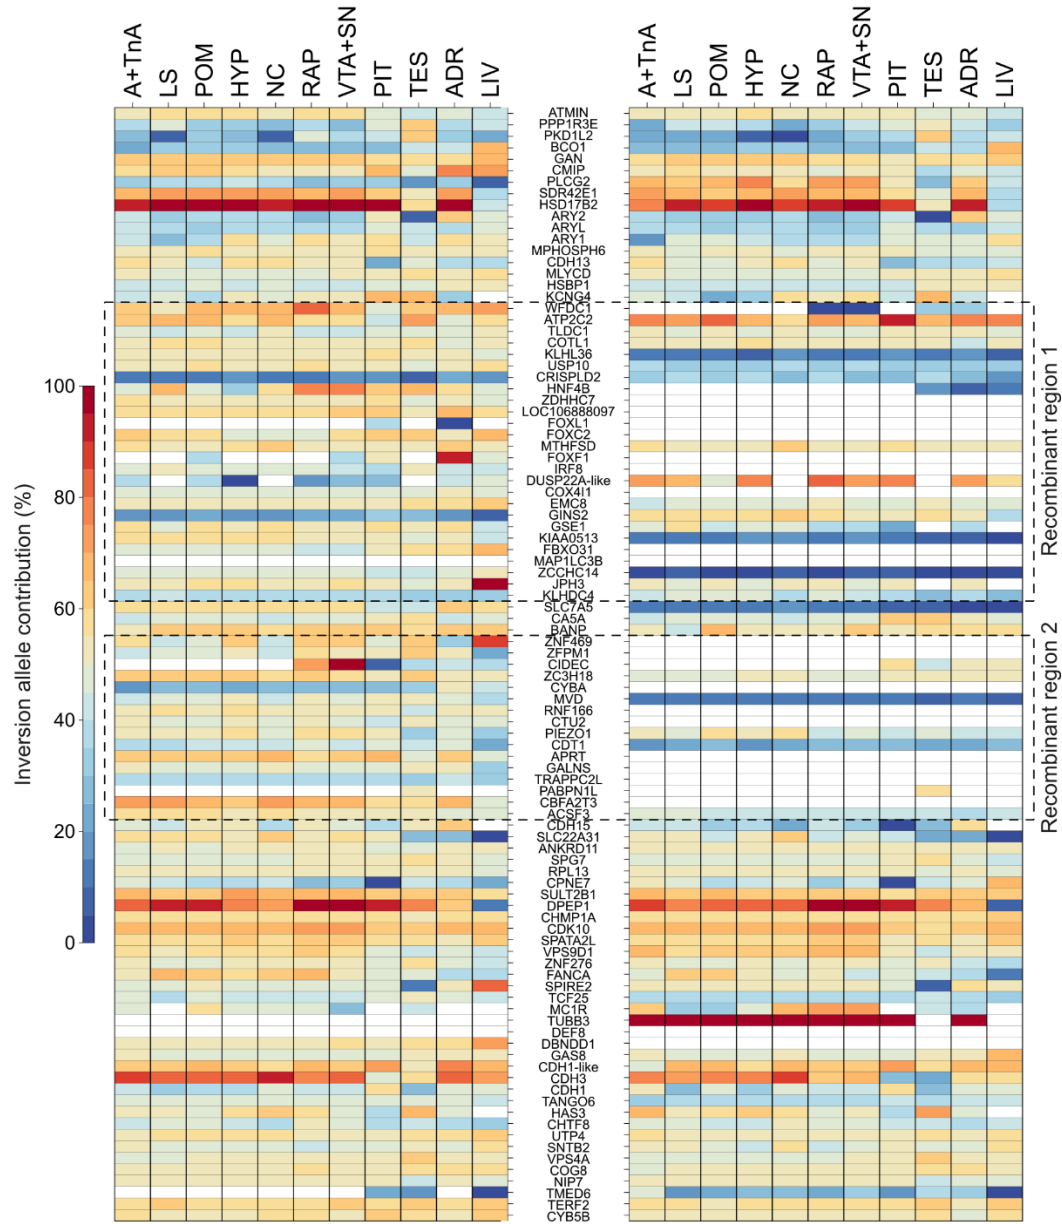 A+TnA LS POM HYP NC RAP VTA+SN PIT TES ADR LIV
A+TnA LS POM HYP NC RAP VTA+SN PIT TES ADR LIV
Inversion allele contribution (%)
100
80
60
40
20
0
ATMIN
PPP1R3E
PKD1L2
BCO1
GAN
CMIP
PLCG2
SDR42E1
HSD17B2
ARY2
ARYL
ARY1
MPHOSPH6
CDH13
MLYCD
HSBP1
KCNG4
WFDC1
ATP2C2
TLDC1
COTL1
KLHL36
USP10
CRISPLD2
HNF4B
ZDHHC7
LOC106888097
FOXL1
FOXC2
MTHFSD
FOXF1
IRF8
DUSP22A-like
COX4I1
EMC8
GINS2
GSE1
KIAA0513
FBXO31
MAP1LC3B
ZCCHC14
JPH3
KLHDC4
SLC7A5
CA5A
BANP
ZNF469
ZFPM1
CIDEC
ZC3H18
CYBA
MVD
RNF166
CTU2
PIEZO1
CDT1
APRT
GALNS
TRAPPC2L
PABPN1L
CBFA2T3
ACSF3
CDH15
SLC22A31
ANKRD11
SPG7
RPL13
CPNE7
SULT2B1
DPEP1
CHMP1A
CDK10
SPATA2L
VPS9D1
ZNF276
FANCA
SPIRE2
TCF25
MC1R
TUBB3
DEF8
DBNDD1
GAS8
CDH1-like
CDH3
CDH1
TANGO6
HAS3
CHTF8
UTP4
SNTB2
VPS4A
COG8
NIP7
TMED6
TERF2
CYB5B
Recombinant region 1
Recombinant region 2